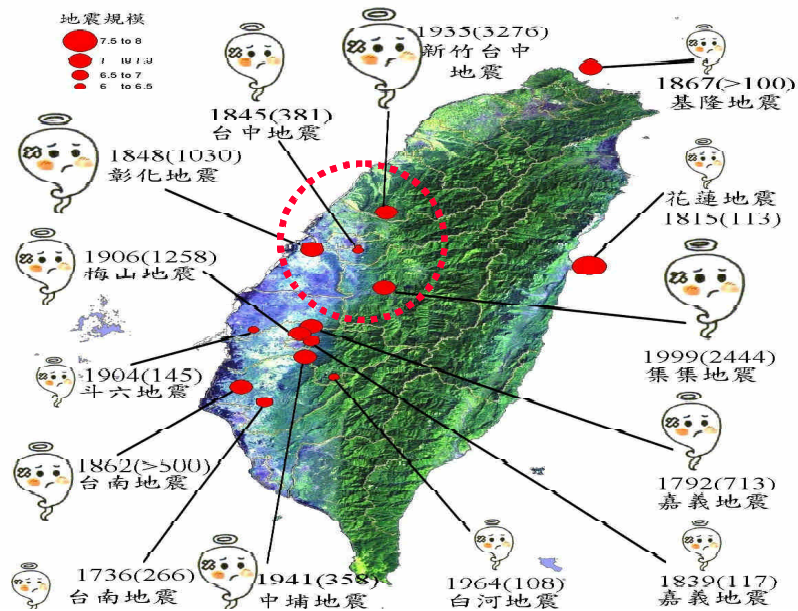 地震規模
7.5 to 8
6.5 to 7
6 to 6.5
1935(3276)
新竹台中
地震
1845(381)
台中地震
1867(>100)
基隆地震
1848(1030)
彰化地震
花蓮地震
1815(113)
1906(1258)
梅山地震
1999(2444)
集集地震
1904(145)
斗六地震
1862(>500)
台南地震
1792(713)
嘉義地震
1736(266)
台南地震
1941(358)
中埔地震
1964(108)
白河地震
1839(117)
嘉義地震